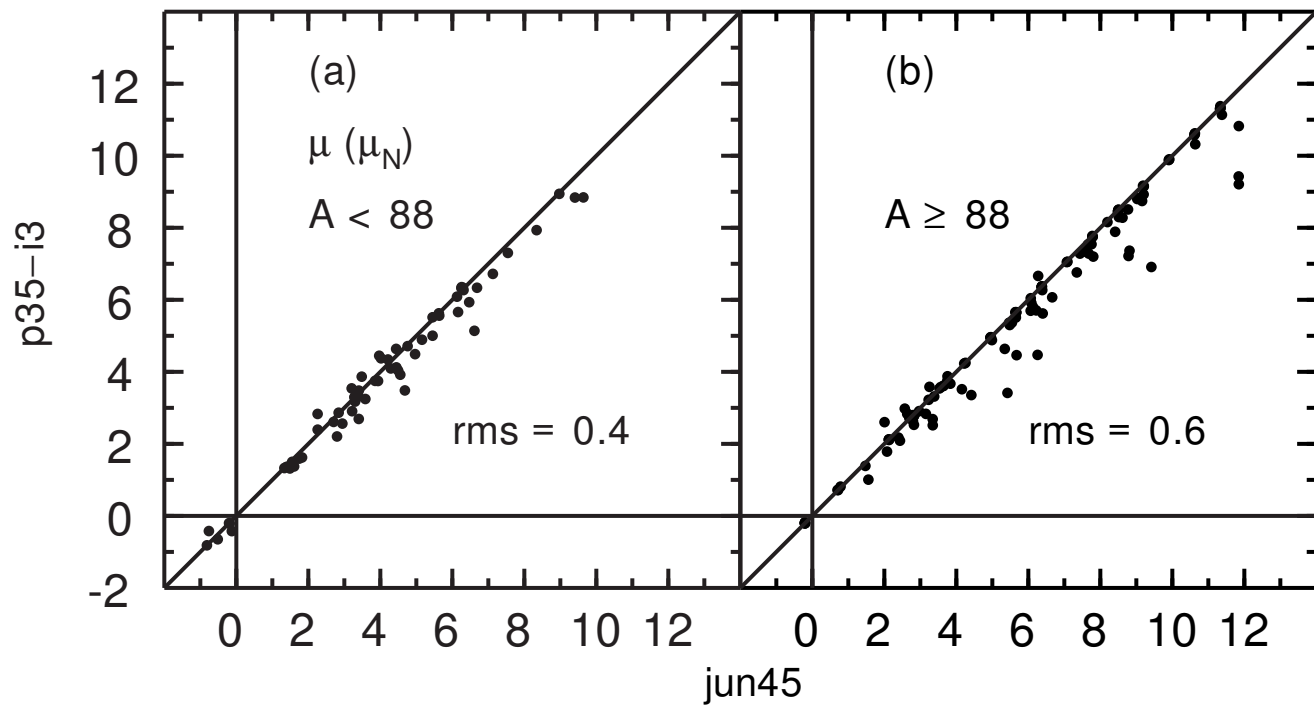 (a)
μ (μN)
A < 88
rms = 0.4
(b)
A ≥ 88
rms = 0.6
12
10
8
6
4
2
0
-2
p35−i3
0 2 4 6 8 10 12
0 2 4 6 8 10 12
jun45